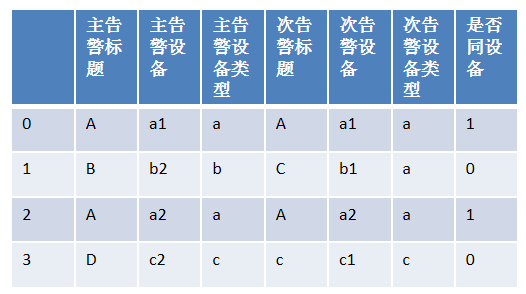 主告警标题 主告警设备 主告警设备类型 次告警标题 次告警设备 次告警设备类型 是否同设备
0 A a1 a A a1 a 1
1 B b2 b C b1 a 0
2 A a2 a A a2 a 1
3 D c2 c c c1 c 0